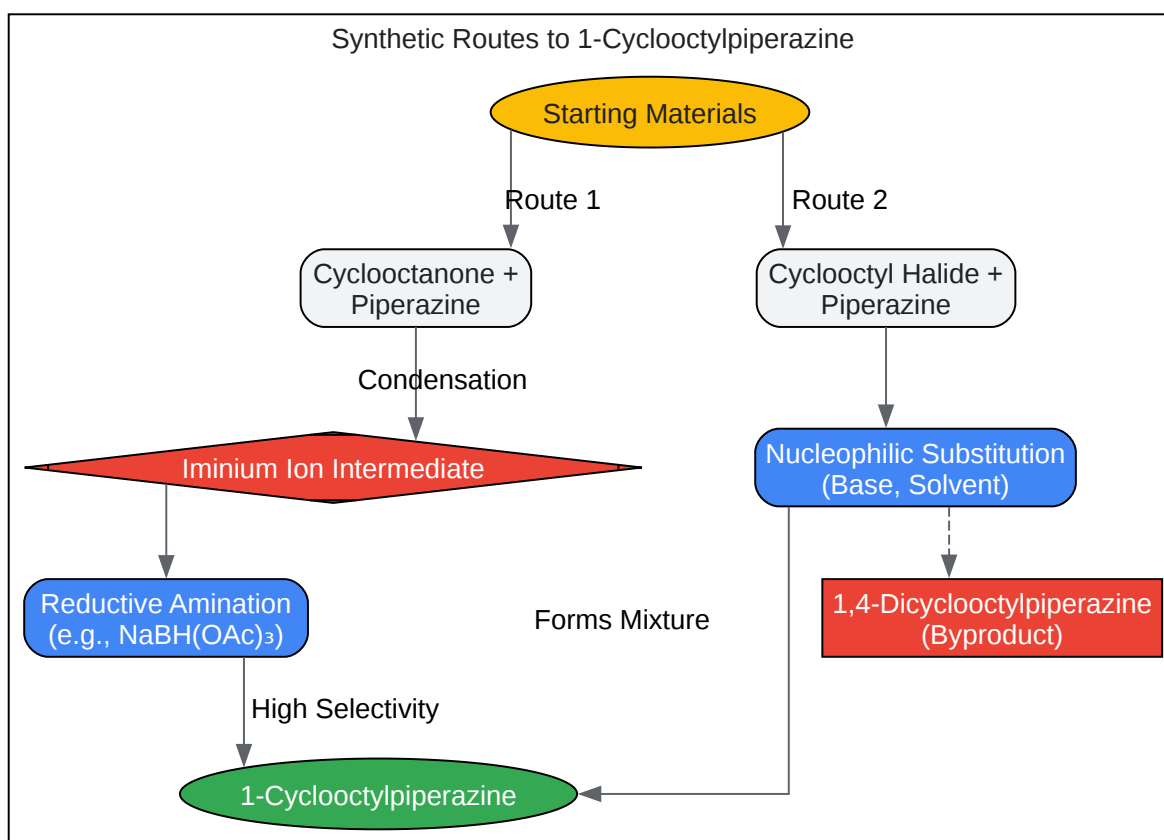 Synthetic Routes to 1-Cyclooctylpiperazine
Starting Materials
Route 1
Route 2
Cyclooctanone +
Piperazine
Cyclooctyl Halide +
Piperazine
Condensation
Iminium Ion Intermediate
Nucleophilic Substitution
(Base, Solvent)
Reductive Amination
(e.g., NaBH(OAc)₃)
Forms Mixture
1,4-Dicyclooctylpiperazine
(Byproduct)
High Selectivity
1-Cyclooctylpiperazine